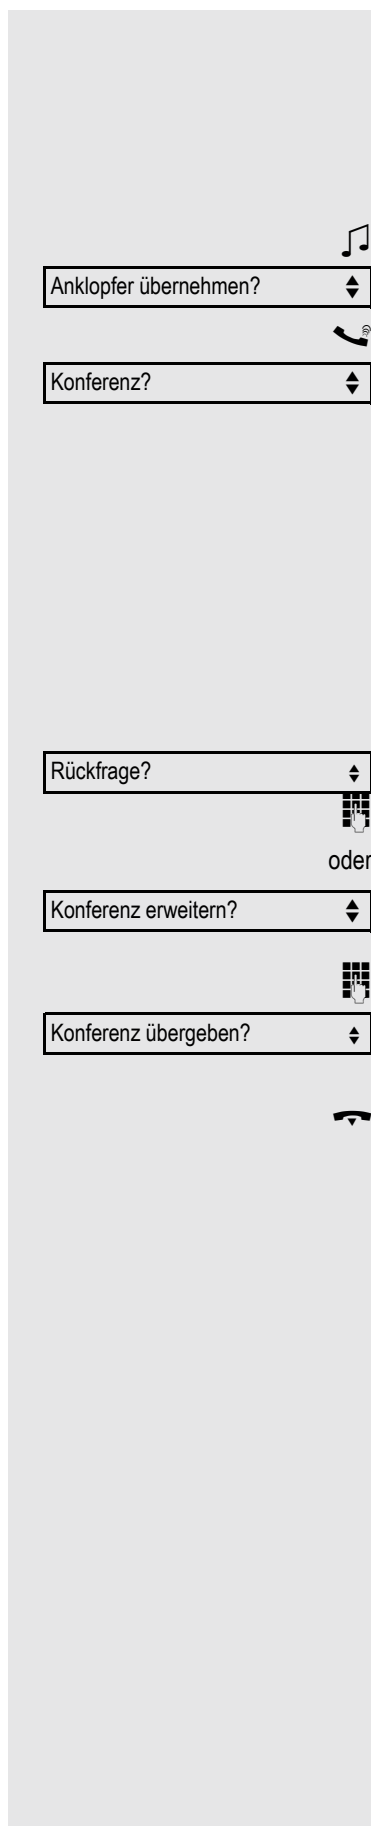 Anklopfer übernehmen?
Konferenz?
Rückfrage?
oder
Konferenz erweitern?
Konferenz übergeben?